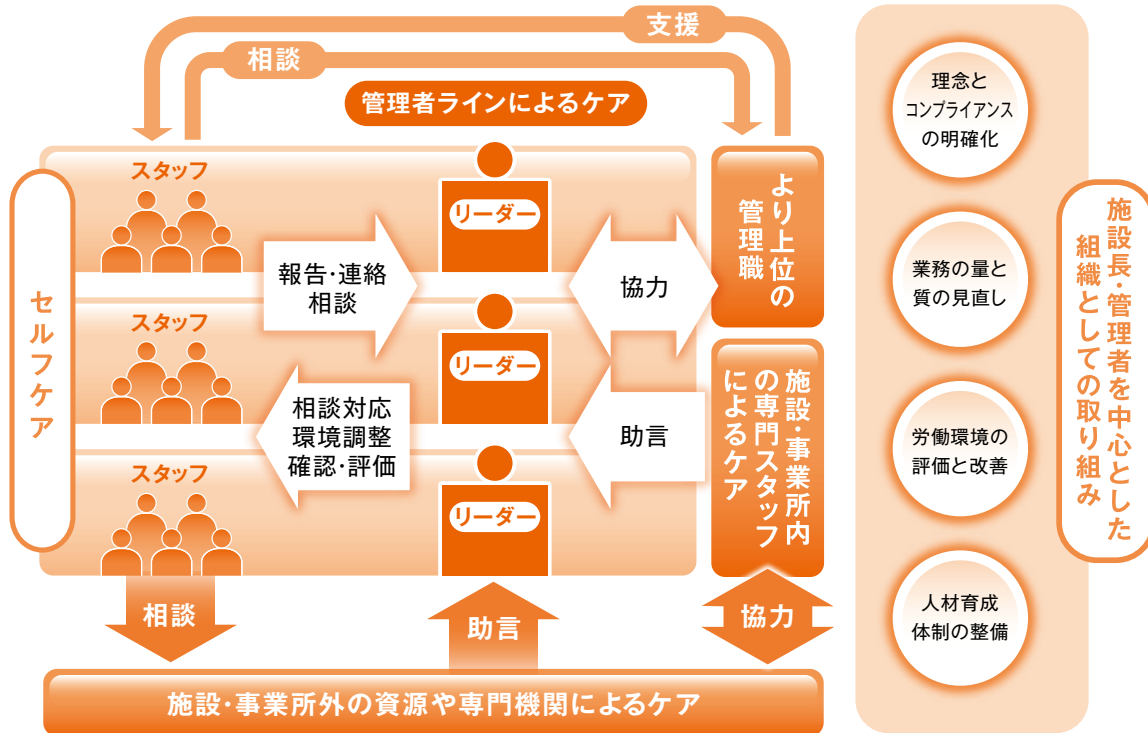 支援
相談
管理者ラインによるケア
セルフケア
スタッフ
リーダー
報告・連絡
相談
協力
より上位の
管理職
スタッフ
リーダー
相談対応
環境調整
確認・評価
助言
施設・事業所内
の専門スタッフ
によるケア
スタッフ
リーダー
相談
助言
協力
施設・事業所外の資源や専門機関によるケア
理念と
コンプライアンス
の明確化
業務の量と
質の見直し
労働環境の
評価と改善
人材育成
体制の整備
施設長・管理者を中心とした
組織としての取り組み